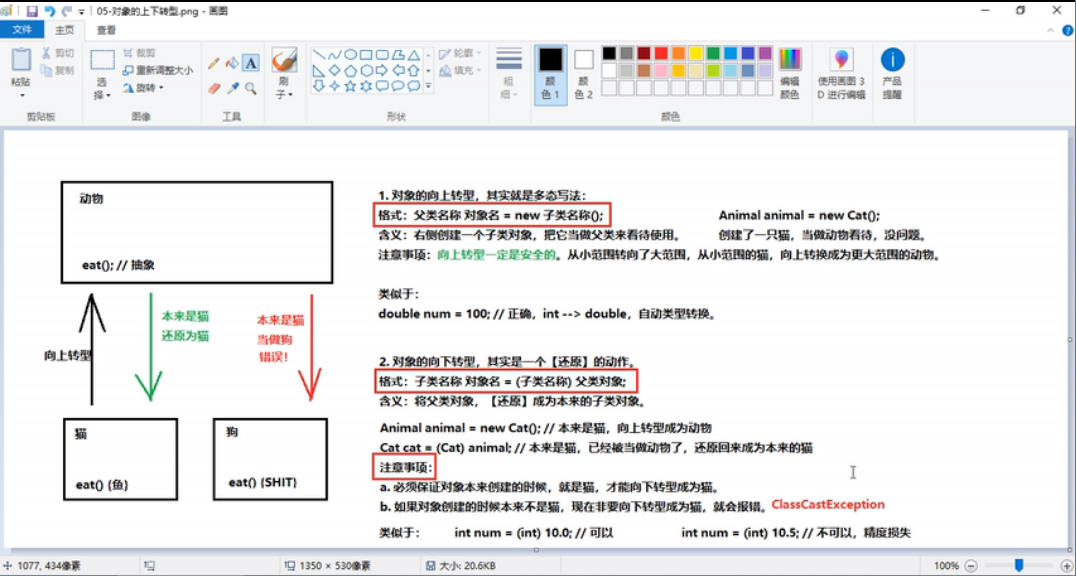 05-对象的上下转型.png - 画图
文件 主页 查看
粘贴
剪切
复制
选择
裁剪
重新调整大小
旋转
A
刷子
轮廓
填充
粗细
颜色 1
颜色 2
编辑颜色
使用画图 3D 进行编辑
产品提醒
剪贴板 图像 工具 形状 颜色
动物
eat(); // 抽象
向上转型
本来是猫
还原为猫
本来是猫
当做狗
错误！
猫
eat() {鱼}
狗
eat() {SHIT}
1. 对象的向上转型，其实就是多态写法：
格式：父类名称 对象名 = new 子类名称(); Animal animal = new Cat();
含义：右侧创建一个子类对象，把它当做父类来看待使用。 创建了一只猫，当做动物看待，没问题。
注意事项：向上转型一定是安全的。从小范围转向了大范围，从小范围的猫，向上转换成为更大范围的动物。
类似于：
double num = 100; // 正确，int --> double，自动类型转换。
2. 对象的向下转型，其实是一个【还原】的动作。
格式：子类名称 对象名 = (子类名称) 父类对象;
含义：将父类对象，【还原】成为本来的子类对象。
Animal animal = new Cat(); // 本来是猫，向上转型成为动物
Cat cat = (Cat) animal; // 本来是猫，已经被当做动物了，还原回来成为本来的猫
注意事项：
a. 必须保证对象本来创建的时候，就是猫，才能向下转型成为猫。
b. 如果对象创建的时候本来不是猫，现在非要向下转型成为猫，就会报错。ClassCastException
类似于： int num = (int) 10.0; // 可以 int num = (int) 10.5; // 不可以，精度损失
1077, 434像素 1350 × 530像素 大小: 20.6KB 100%